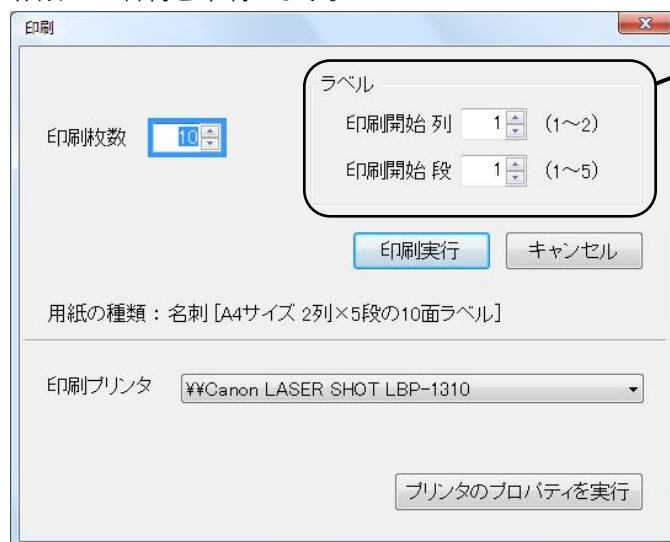 印刷
ラベル
印刷開始 列 1 (1～2)
印刷枚数 10
印刷開始 段 1 (1～5)
印刷実行 キャンセル
用紙の種類：名刺 [A4サイズ 2列×5段の10面ラベル]
印刷プリンタ ¥¥Canon LASER SHOT LBP-1310
プリンタのプロパティを実行